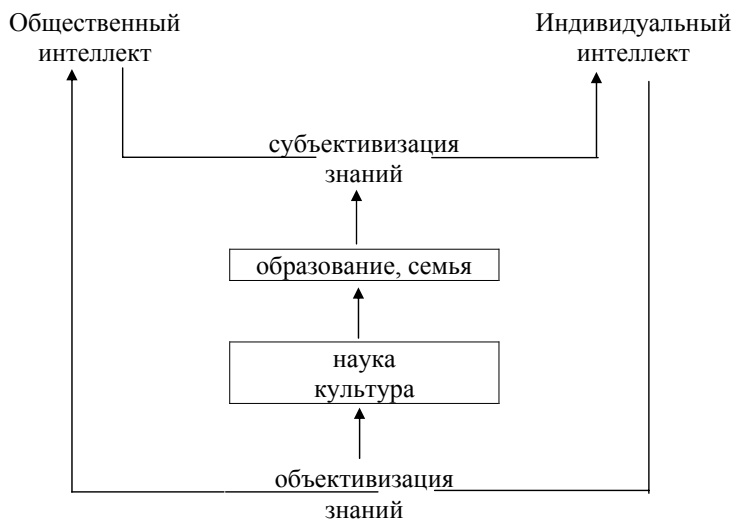 Общественный
интеллект
Индивидуальный
интеллект
субъективизация
знаний
образование, семья
наука
культура
объективизация
знаний